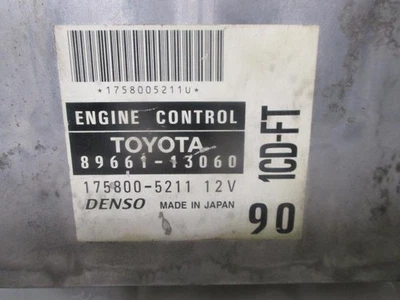 *1758005211U*
ENGINE CONTROL
TOYOTA
89661-13060
175800-5211 12V
DENSO MADE IN JAPAN
1CD-FT
90